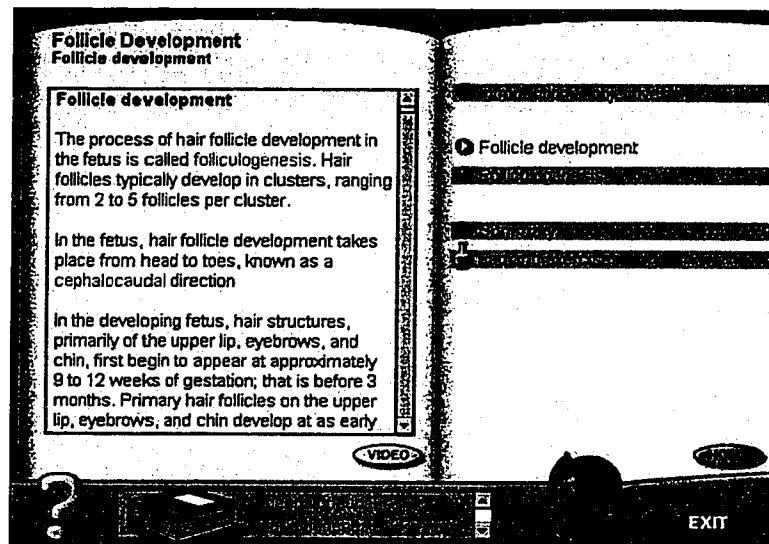 Follicle Development
Follicle development
Follicle development
The process of hair follicle development in
the fetus is called folliculogenesis. Hair
follicles typically develop in clusters, ranging
from 2 to 5 follicles per cluster.
In the fetus, hair follicle development takes
place from head to toes, known as a
cephalocaudal direction
In the developing fetus, hair structures,
primarily of the upper lip, eyebrows, and
chin, first begin to appear at approximately
9 to 12 weeks of gestation; that is before 3
months. Primary hair follicles on the upper
lip, eyebrows, and chin develop at as early
VIDEO
Follicle development
?
EXIT